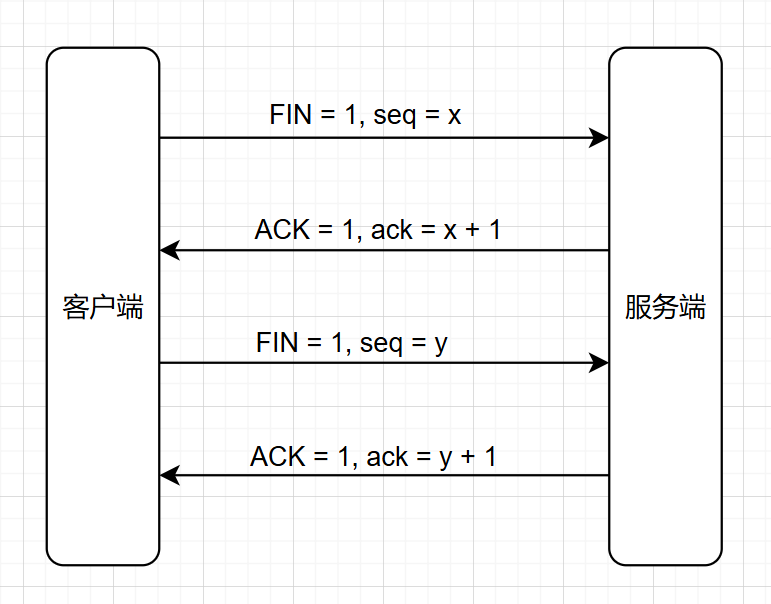 FIN = 1, seq = x
ACK = 1, ack = x + 1
客户端
服务端
FIN = 1, seq = y
ACK = 1, ack = y + 1